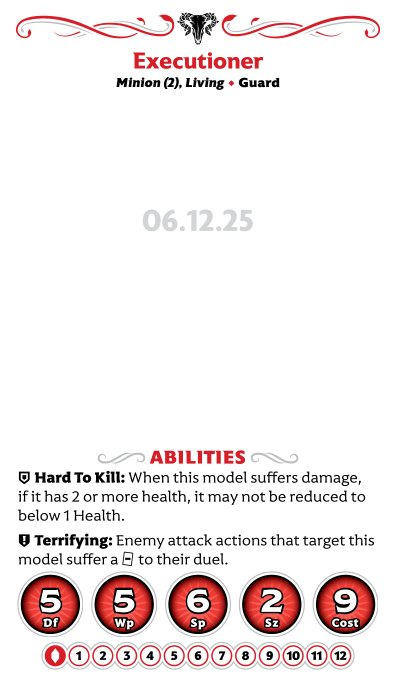 Executioner
Minion (2), Living ♦ Guard
06.12.25
ABILITIES
Hard To Kill: When this model suffers damage,
if it has 2 or more health, it may not be reduced to
below 1 Health.
Terrifying: Enemy attack actions that target this
model suffer a - to their duel.
5 5 6 2 9
Df Wp Sp Sz Cost
1 2 3 4 5 6 7 8 9 10 11 12